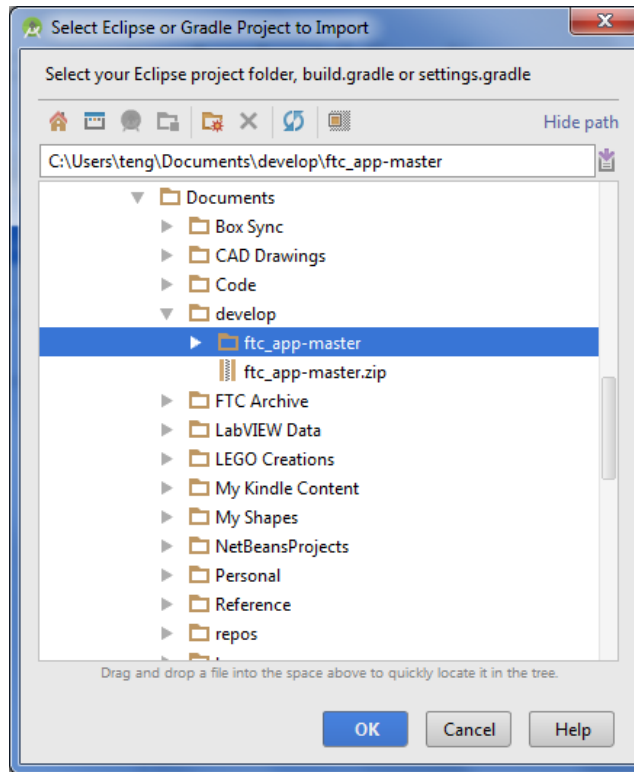 Select Eclipse or Gradle Project to Import
Select your Eclipse project folder, build.gradle or settings.gradle
Hide path
C:\Users\teng\Documents\develop\ftc_app-master
Documents
Box Sync
CAD Drawings
Code
develop
ftc_app-master
ftc_app-master.zip
FTC Archive
LabVIEW Data
LEGO Creations
My Kindle Content
My Shapes
NetBeansProjects
Personal
Reference
repos
Drag and drop a file into the space above to quickly locate it in the tree.
OK Cancel Help